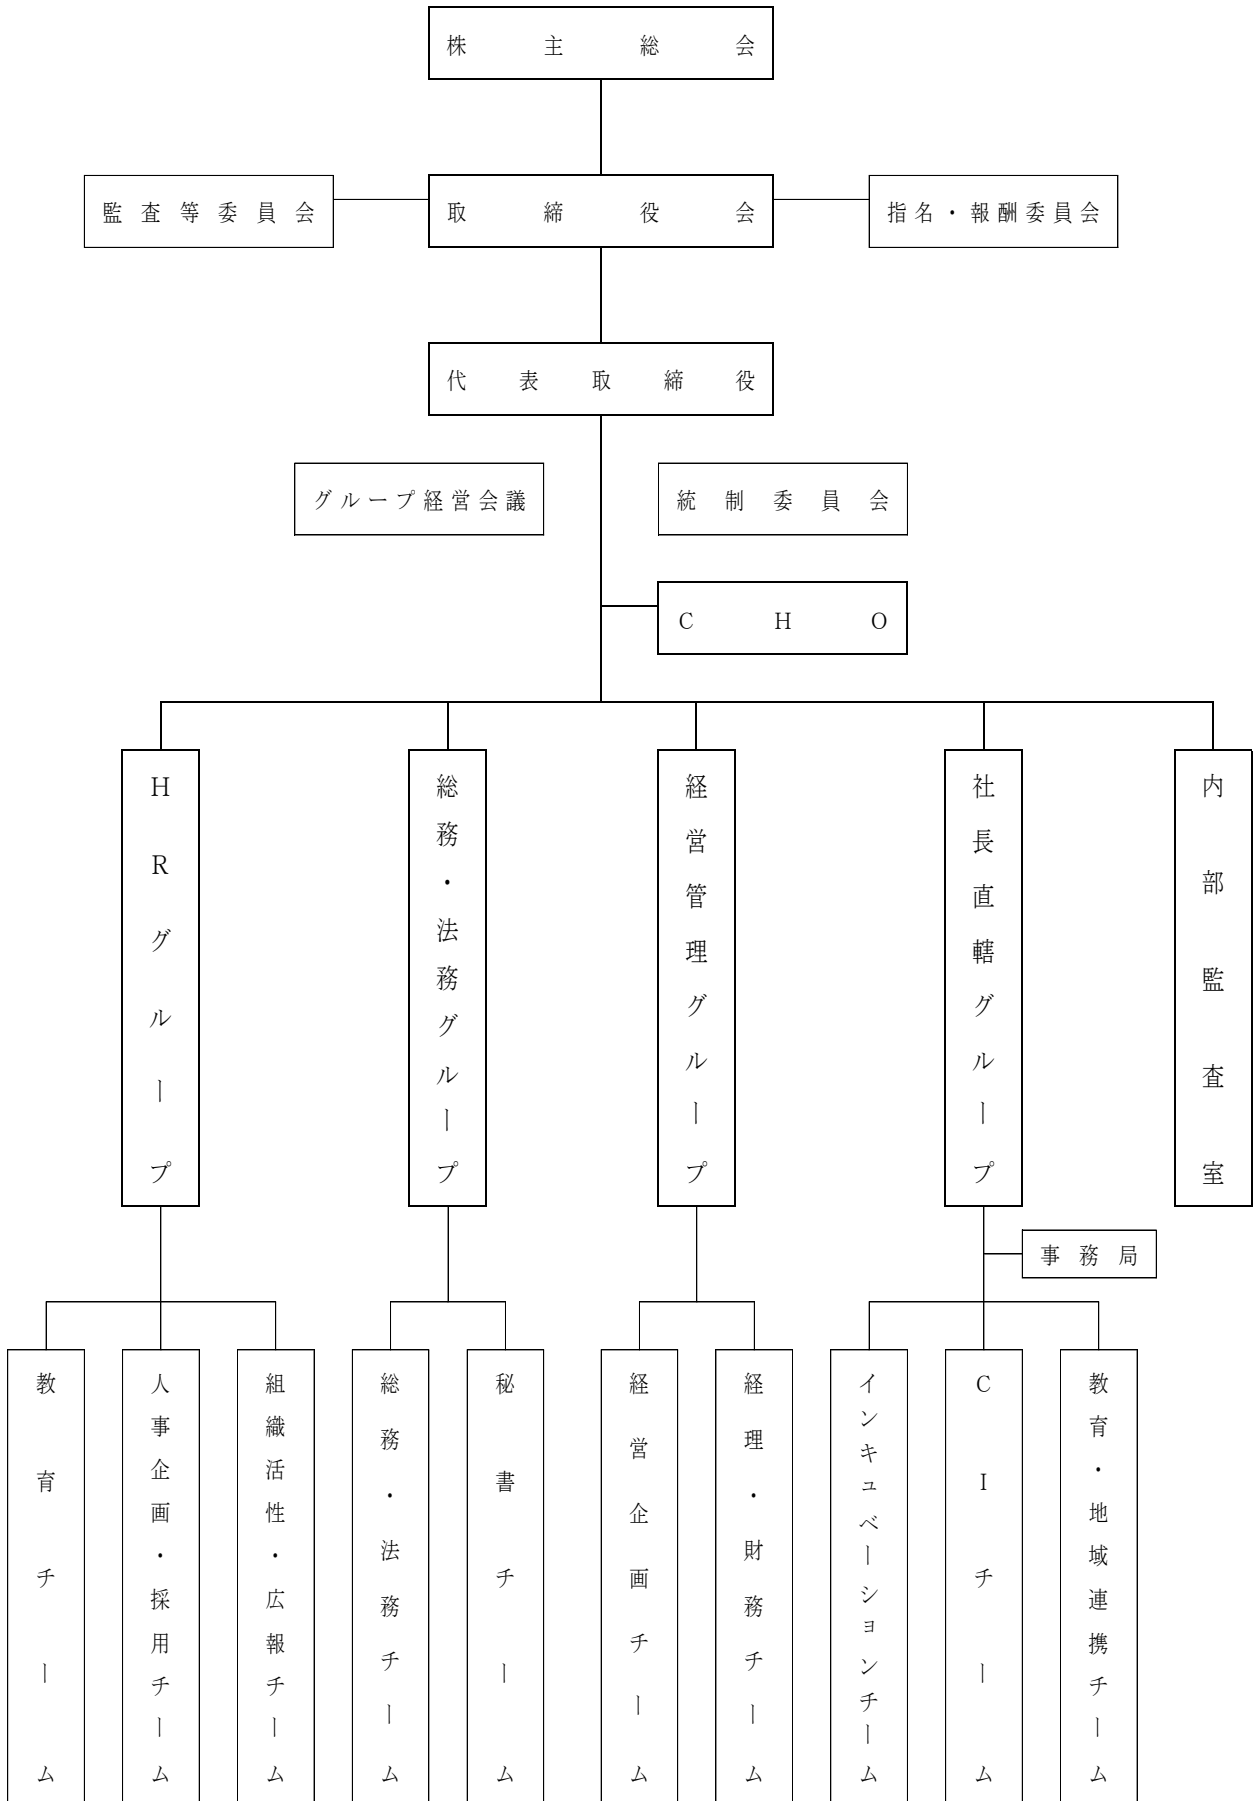 株主総会
監査等委員会
取締役会
指名・報酬委員会
代表取締役
グループ経営会議
統制委員会
CHO
HRグループ
総務・法務グループ
経営管理グループ
社長直轄グループ
内部監査室
事務局
教育チーム
人事企画・採用チーム
組織活性・広報チーム
総務・法務チーム
秘書チーム
経営企画チーム
経理・財務チーム
インキュベーションチーム
CIチーム
教育・地域連携チーム